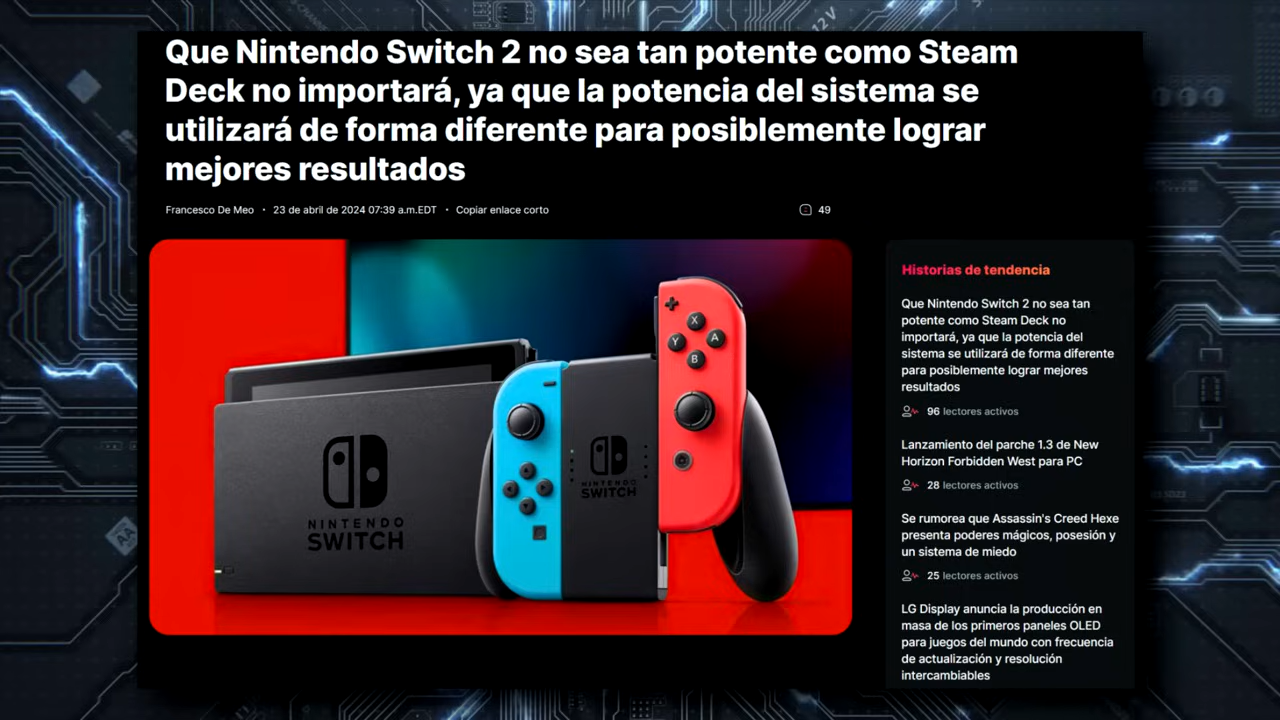 Que Nintendo Switch 2 no sea tan potente como Steam
Deck no importará, ya que la potencia del sistema se
utilizará de forma diferente para posiblemente lograr
mejores resultados
Francesco De Meo • 23 de abril de 2024 07:39 a.m.EDT • Copiar enlace corto
49
X
Y
A
B
NINTENDO
SWITCH
NINTENDO
SWITCH
Historias de tendencia
Que Nintendo Switch 2 no sea tan
potente como Steam Deck no
importará, ya que la potencia del
sistema se utilizará de forma diferente
para posiblemente lograr mejores
resultados
96 lectores activos
Lanzamiento del parche 1.3 de New
Horizon Forbidden West para PC
28 lectores activos
Se rumorea que Assassin's Creed Hexe
presenta poderes mágicos, posesión y
un sistema de miedo
25 lectores activos
LG Display anuncia la producción en
masa de los primeros paneles OLED
para juegos del mundo con frecuencia
de actualización y resolución
intercambiables
12 V
AA